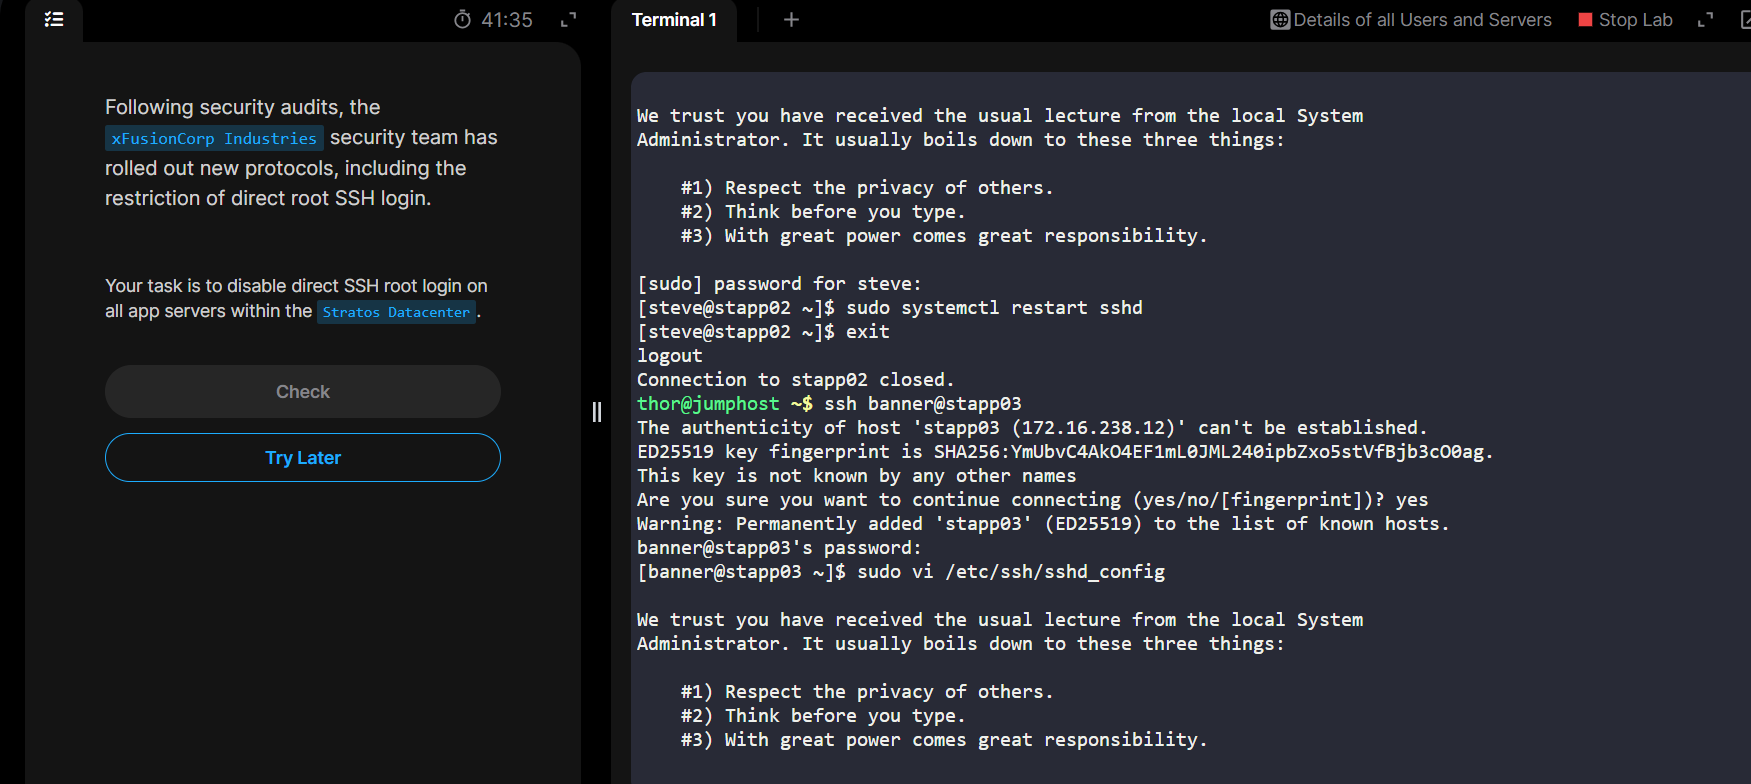 41:35
Following security audits, the
xFusionCorp Industries security team has
rolled out new protocols, including the
restriction of direct root SSH login.
Your task is to disable direct SSH root login on
all app servers within the Stratos Datacenter.
Check
Try Later
Terminal 1
Details of all Users and Servers
Stop Lab
We trust you have received the usual lecture from the local System
Administrator. It usually boils down to these three things:
#1) Respect the privacy of others.
#2) Think before you type.
#3) With great power comes great responsibility.
[sudo] password for steve:
[steve@stapp02 ~]$ sudo systemctl restart sshd
[steve@stapp02 ~]$ exit
logout
Connection to stapp02 closed.
thor@jumphost ~$ ssh banner@stapp03
The authenticity of host 'stapp03 (172.16.238.12)' can't be established.
ED25519 key fingerprint is SHA256:YmUbvC4AkO4EF1mL0JML240ipbZxo5stVfBjb3cO0ag.
This key is not known by any other names
Are you sure you want to continue connecting (yes/no/[fingerprint])? yes
Warning: Permanently added 'stapp03' (ED25519) to the list of known hosts.
banner@stapp03's password:
[banner@stapp03 ~]$ sudo vi /etc/ssh/sshd_config
We trust you have received the usual lecture from the local System
Administrator. It usually boils down to these three things:
#1) Respect the privacy of others.
#2) Think before you type.
#3) With great power comes great responsibility.